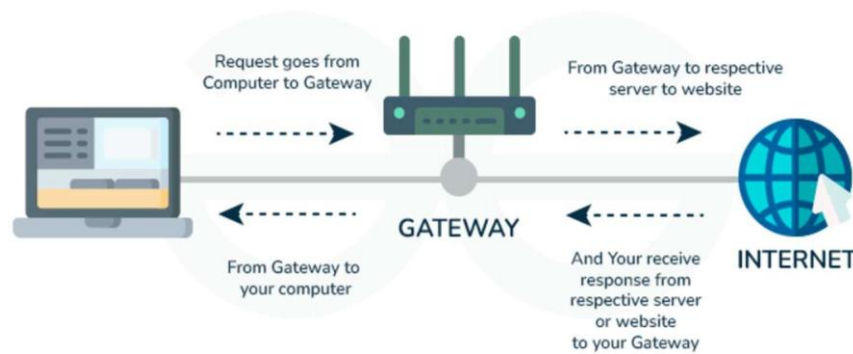 Request goes from
Computer to Gateway
From Gateway to respective
server to website
GATEWAY
INTERNET
From Gateway to
your computer
And Your receive
response from
respective server
or website
to your Gateway